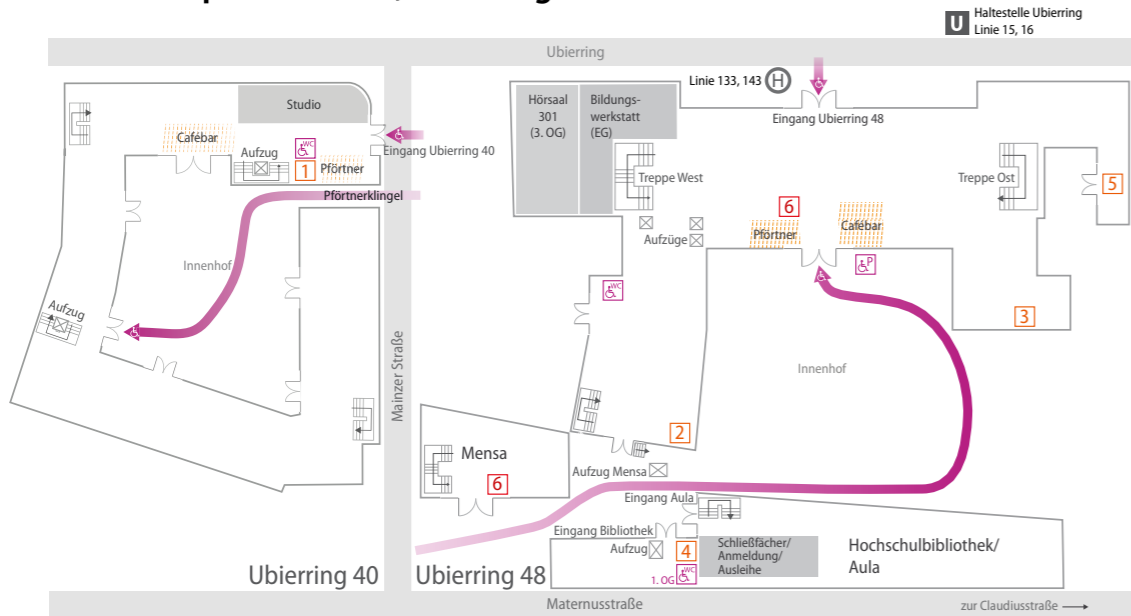 U Haltestelle Ubierring
Linie 15, 16
Ubierring
Linie 133, 143 H
Studio
Hörsaal
301
(3. OG)
Bildungs-
werkstatt
(EG)
Eingang Ubierring 48
Cafébar
Aufzug
WC
1
Pförtner
Eingang Ubierring 40
Pförtnerklingel
Treppe West
Treppe Ost
5
6
Pförtner
Cafébar
Aufzüge
P
Innenhof
WC
Aufzug
3
Mainzer Straße
Innenhof
2
Mensa
6
Aufzug Mensa
Eingang Aula
Eingang Bibliothek
Aufzug
4
1. OG
WC
Schließfächer/
Anmeldung/
Ausleihe
Hochschulbibliothek/
Aula
Ubierring 40
Ubierring 48
Maternusstraße
zur Claudiusstraße